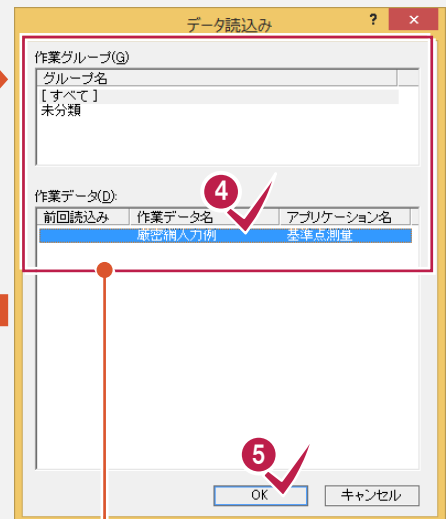 データ読込み ? ×
作業グループ(G)
グループ名
[すべて]
未分類
4
作業データ(D):
前回読込み 作業データ名 アプリケーション名
厳密網入力例 基準点測量
5
OK キャンセル